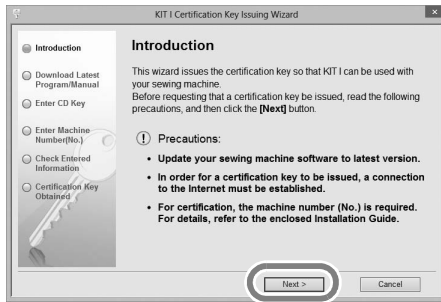 KIT I Certification Key Issuing Wizard
Introduction
Download Latest
Program/Manual
Enter CD Key
Enter Machine
Number(No.)
Check Entered
Information
Certification Key
Obtained
Introduction
This wizard issues the certification key so that KIT I can be used with
your sewing machine.
Before requesting that a certification key be issued, read the following
precautions, and then click the [Next] button.
Precautions:
• Update your sewing machine software to latest version.
• In order for a certification key to be issued, a connection
to the Internet must be established.
• For certification, the machine number (No.) is required.
For details, refer to the enclosed Installation Guide.
Next >
Cancel